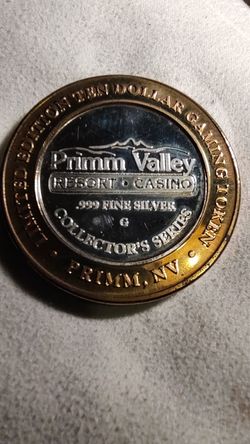 LIMITED EDITION TEN DOLLAR GAMING TOKEN
Primm Valley
RESORT • CASINO
.999 FINE SILVER
G
COLLECTOR'S SERIES
• PRIMM, NV •